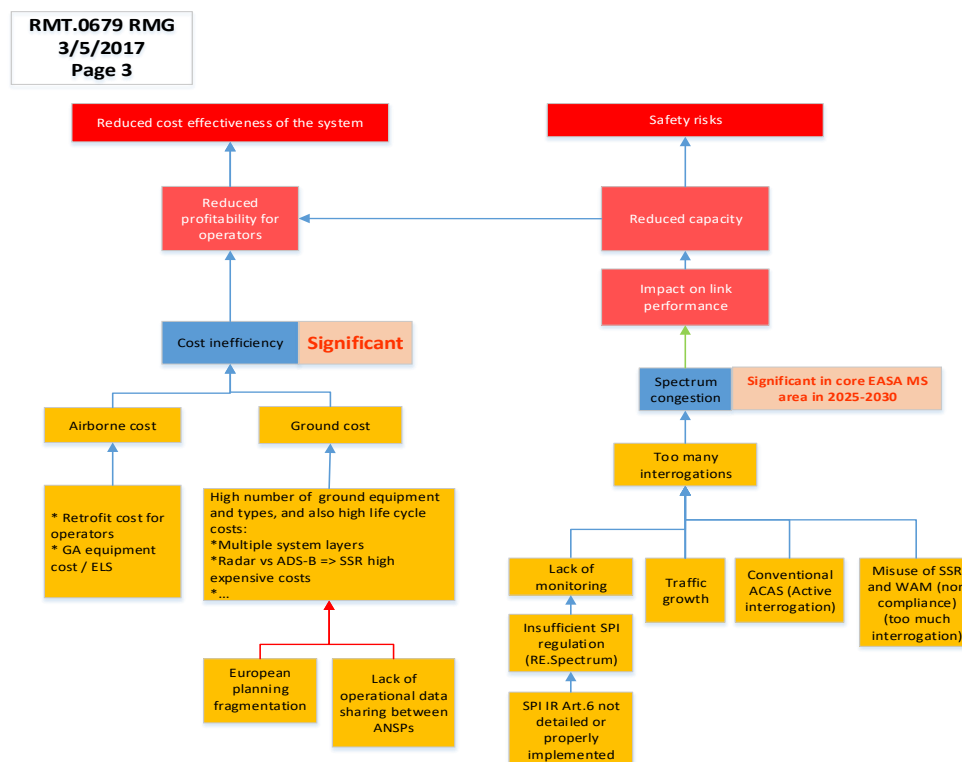 RMT.0679 RMG
3/5/2017
Page 3
Reduced cost effectiveness of the system
Safety risks
Reduced
profitability for
operators
Reduced capacity
Impact on link
performance
Cost inefficiency
Significant
Spectrum
congestion
Significant in core EASA MS
area in 2025-2030
Airborne cost
Ground cost
Too many
interrogations
* Retrofit cost for
operators
* GA equipment
cost / ELS
High number of ground equipment
and types, and also high life cycle
costs:
*Multiple system layers
*Radar vs ADS-B => SSR high
expensive costs
*...
Lack of
monitoring
Traffic
growth
Conventional
ACAS (Active
interrogation)
Misuse of SSR
and WAM (non
compliance)
(too much
interrogation)
Insufficient SPI
regulation
(RE.Spectrum)
European
planning
fragmentation
Lack of
operational data
sharing between
ANSPs
SPI IR Art.6 not
detailed or
properly
implemented